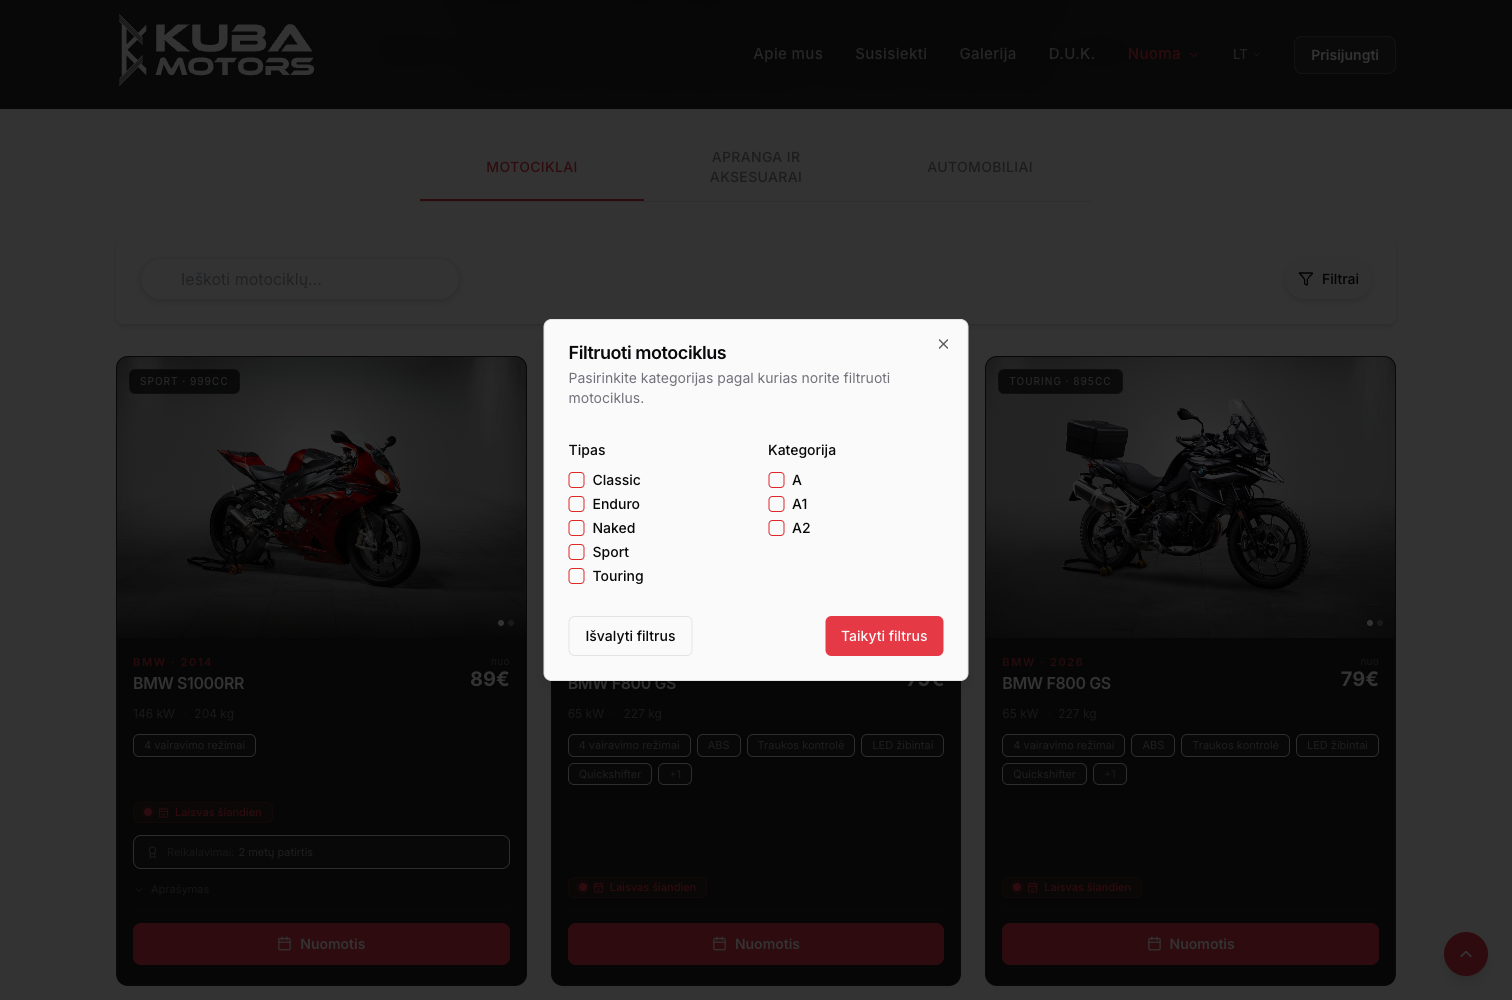 KUBA
MOTORS
Apie mus
Susisiekti
Galerija
D.U.K.
Nuoma
LT
Prisijungti
MOTOCIKLAI
APRANGA IR
AKSESUARAI
AUTOMOBILIAI
Ieškoti motociklų...
Filtrai
Filtruoti motociklus
Pasirinkite kategorijas pagal kurias norite filtruoti
motociklus.
Tipas
Classic
Enduro
Naked
Sport
Touring
Kategorija
A
A1
A2
Išvalyti filtrus
Taikyti filtrus
SPORT · 999CC
BMW · 2014
BMW S1000RR
nuo
89€
146 kW
204 kg
4 vairavimo režimai
Laisvas šiandien
Reikalavimai: 2 metų patirtis
Aprašymas
Nuomotis
BMW F800 GS
79€
65 kW
227 kg
4 vairavimo režimai
ABS
Traukos kontrolė
LED žibintai
Quickshifter
+1
Laisvas šiandien
Nuomotis
TOURING · 895CC
BMW · 2026
BMW F800 GS
nuo
79€
65 kW
227 kg
4 vairavimo režimai
ABS
Traukos kontrolė
LED žibintai
Quickshifter
+1
Laisvas šiandien
Nuomotis